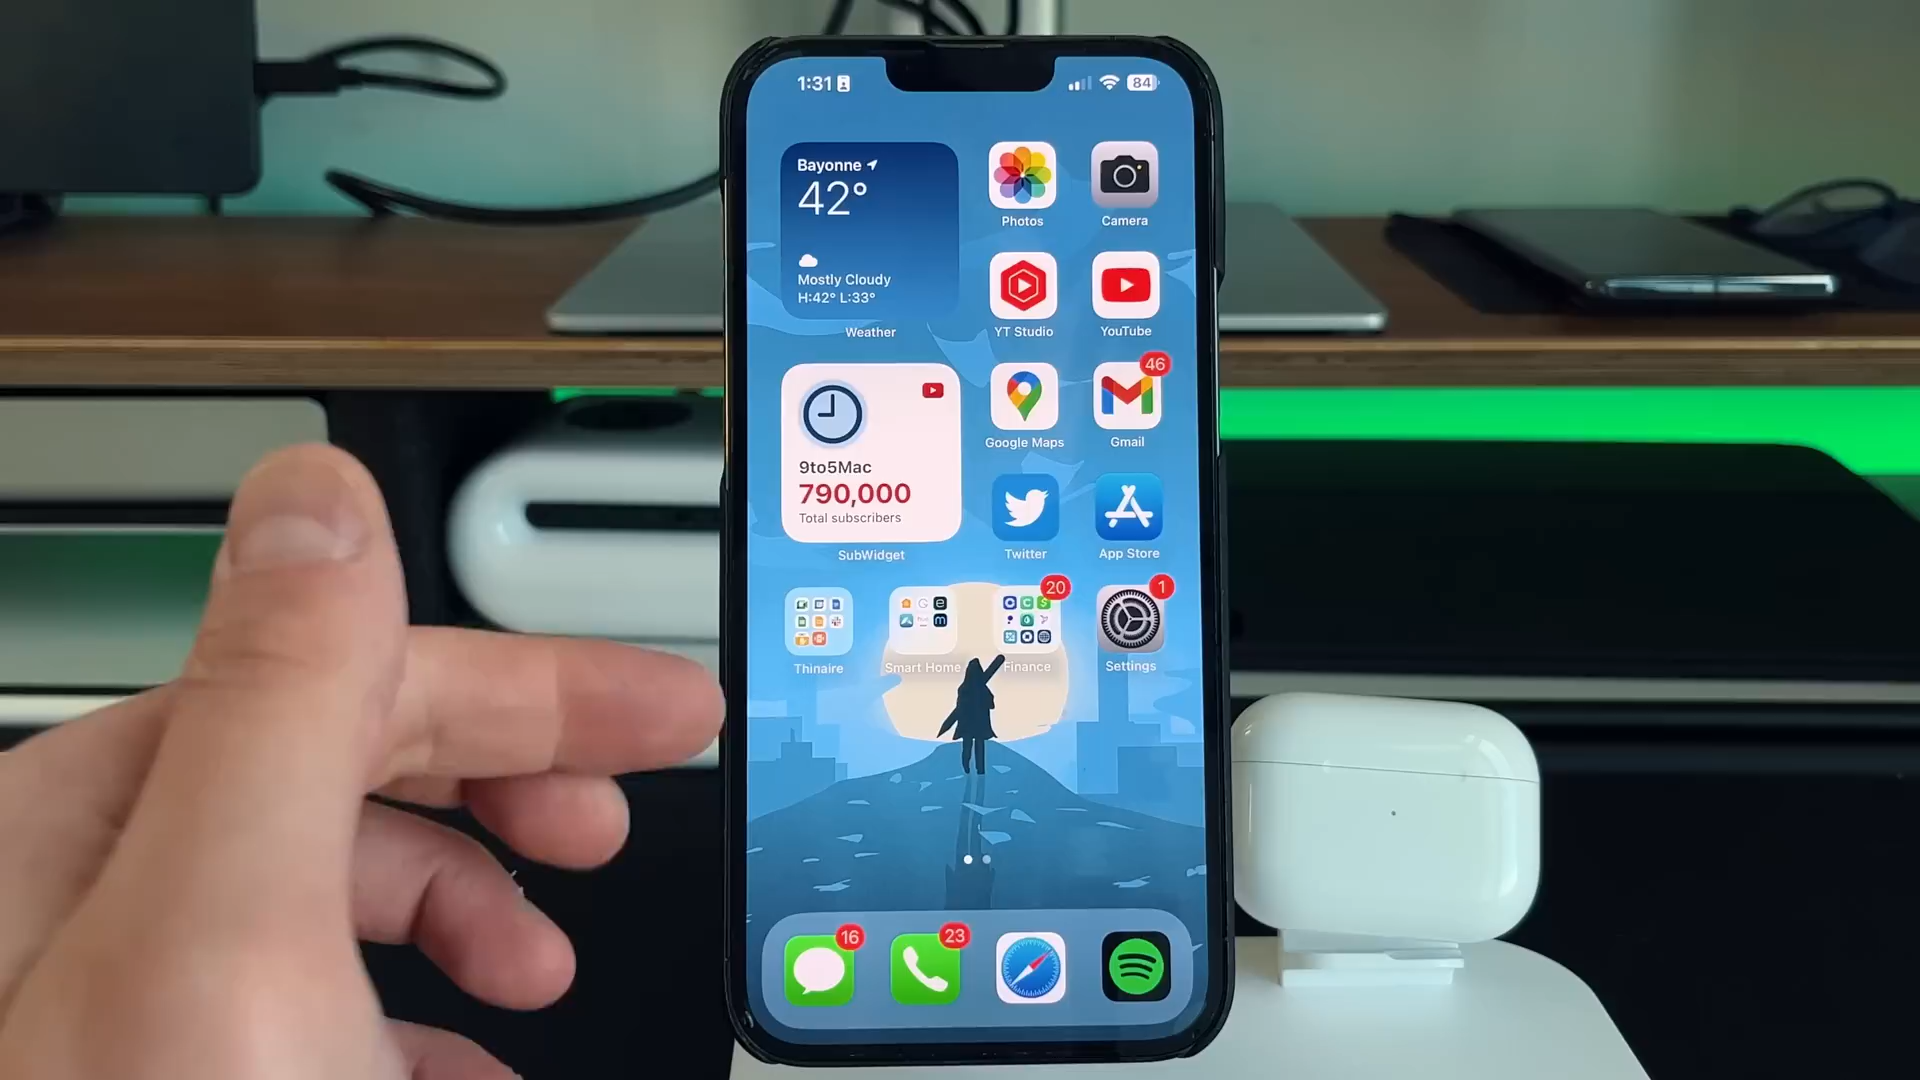 1:31
84
Bayonne
42°
Mostly Cloudy
H:42° L:33°
Weather
Photos
Camera
YT Studio
YouTube
9to5Mac
790,000
Total subscribers
SubWidget
Google Maps
46
Gmail
Twitter
App Store
Thinaire
Smart Home
20
Finance
1
Settings
16
23